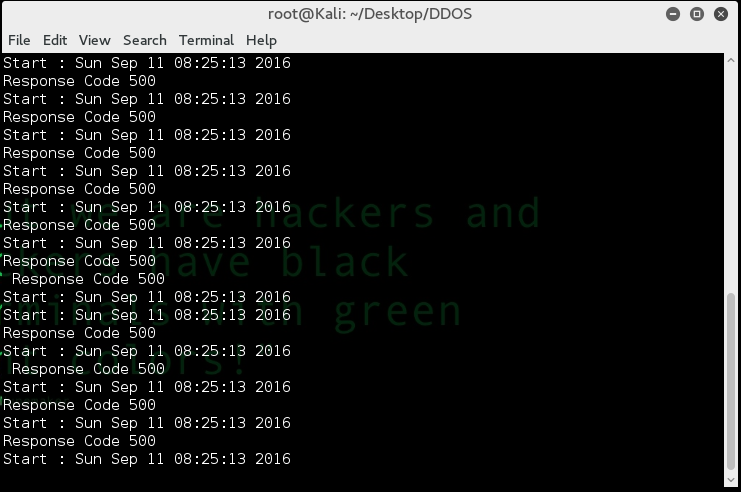 root@Kali: ~/Desktop/DDOS
File Edit View Search Terminal Help
Start : Sun Sep 11 08:25:13 2016
Response Code 500
Start : Sun Sep 11 08:25:13 2016
Response Code 500
Start : Sun Sep 11 08:25:13 2016
Response Code 500
Start : Sun Sep 11 08:25:13 2016
Response Code 500
Start : Sun Sep 11 08:25:13 2016
Response Code 500
Start : Sun Sep 11 08:25:13 2016
Response Code 500
Response Code 500
Start : Sun Sep 11 08:25:13 2016
Start : Sun Sep 11 08:25:13 2016
Response Code 500
Start : Sun Sep 11 08:25:13 2016
Response Code 500
Start : Sun Sep 11 08:25:13 2016
Response Code 500
Start : Sun Sep 11 08:25:13 2016
Response Code 500
Start : Sun Sep 11 08:25:13 2016
we are hackers and
have black
with green
colors!